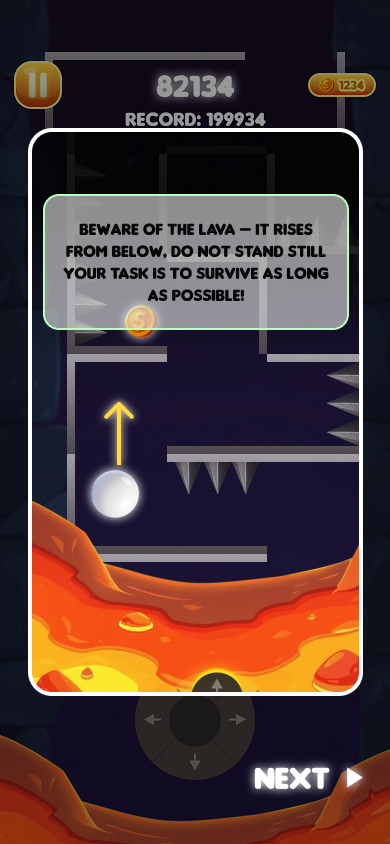 82134
1234
RECORD: 199934
BEWARE OF THE LAVA – IT RISES
FROM BELOW, DO NOT STAND STILL
YOUR TASK IS TO SURVIVE AS LONG
AS POSSIBLE!
NEXT